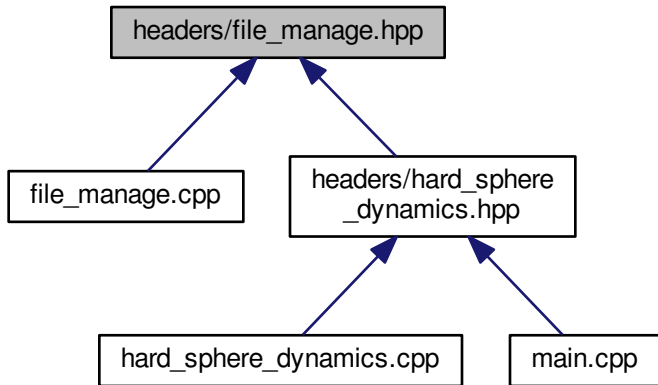 headers/file_manage.hpp
file_manage.cpp
headers/hard_sphere
_dynamics.hpp
hard_sphere_dynamics.cpp
main.cpp